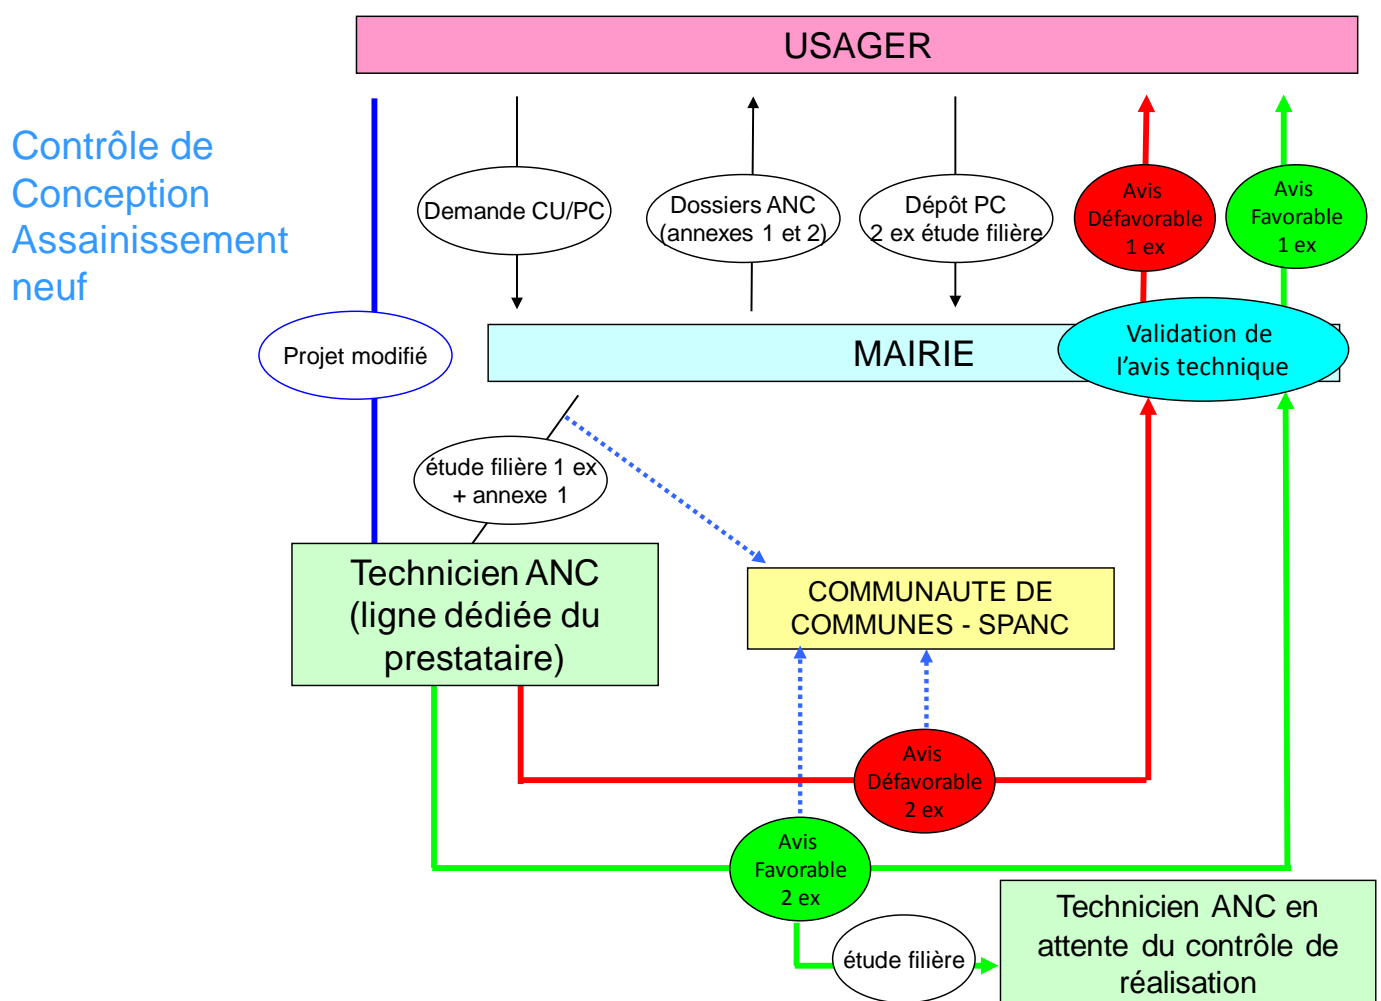 USAGER
Contrôle de
Conception
Assainissement
neuf
Demande CU/PC
Dossiers ANC
(annexes 1 et 2)
Dépôt PC
2 ex étude filière
Avis
Défavorable
1 ex
Avis
Favorable
1 ex
Projet modifié
MAIRIE
Validation de
l’avis technique
étude filière 1 ex
+ annexe 1
Technicien ANC
(ligne dédiée du
prestataire)
COMMUNAUTE DE
COMMUNES - SPANC
Avis
Défavorable
2 ex
Avis
Favorable
2 ex
étude filière
Technicien ANC en
attente du contrôle de
réalisation